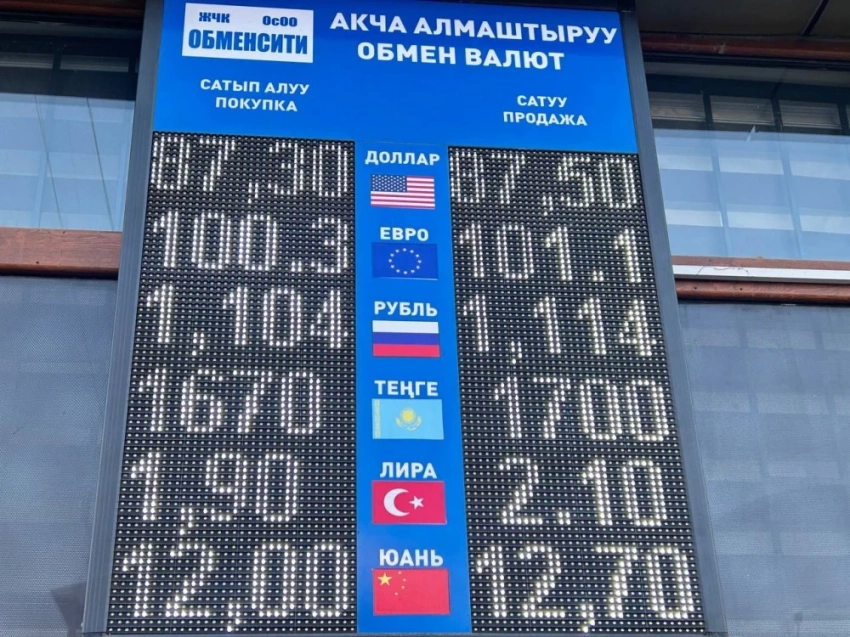 ЖЧК ОсОО
ОБМЕНСИТИ
АКЧА АЛМАШТЫРУУ
ОБМЕН ВАЛЮТ
САТЫП АЛУУ
ПОКУПКА
САТУУ
ПРОДАЖА
87,30 ДОЛЛАР 87,50
100.3 ЕВРО 101.1
1,104 РУБЛЬ 1,114
1670 ТЕҢГЕ 1700
1,90 ЛИРА 2.10
12,00 ЮАНЬ 12,70